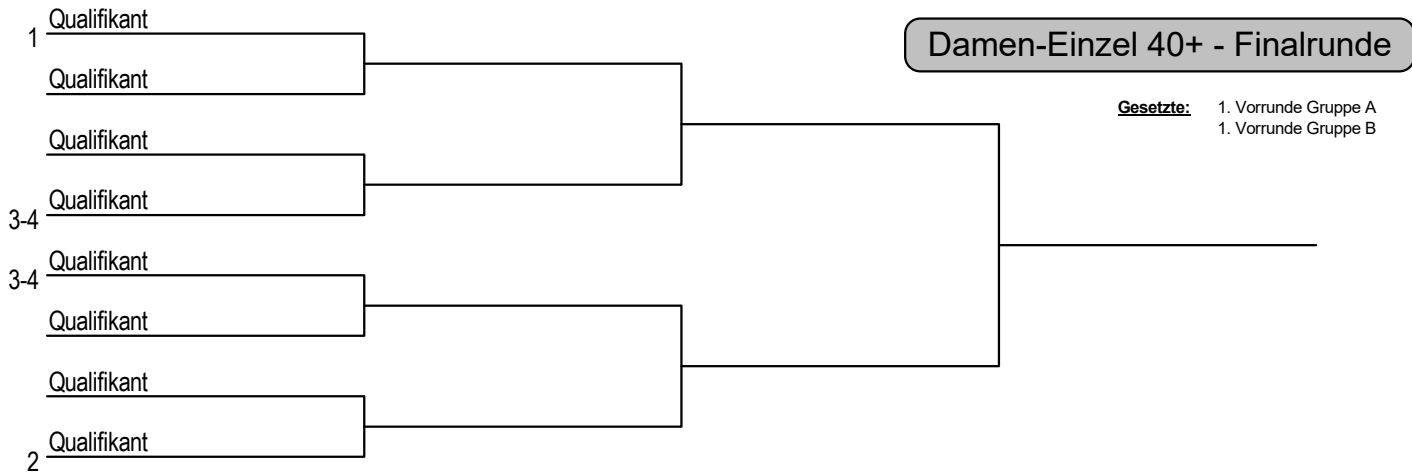 Damen-Einzel 40+ - Finalrunde
Gesetzte: 1. Vorrunde Gruppe A
1. Vorrunde Gruppe B
1 Qualifikant
Qualifikant
Qualifikant
3-4 Qualifikant
3-4 Qualifikant
Qualifikant
Qualifikant
2 Qualifikant